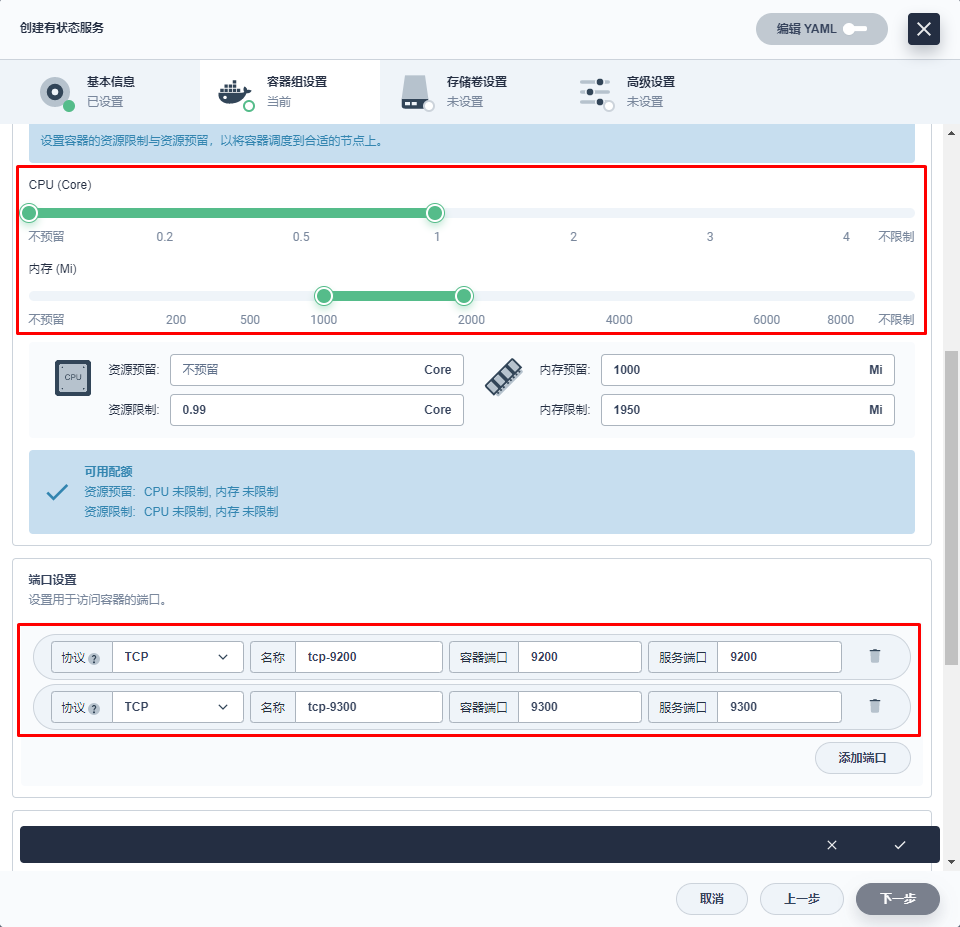 创建有状态服务
编辑 YAML
基本信息
已设置
容器组设置
当前
存储卷设置
未设置
高级设置
未设置
设置容器的资源限制与资源预留，以将容器调度到合适的节点上。
CPU (Core)
不预留 0.2 0.5 1 2 3 4 不限制
内存 (Mi)
不预留 200 500 1000 2000 4000 6000 8000 不限制
CPU
资源预留: 不预留 Core
内存预留: 1000 Mi
资源限制: 0.99 Core
内存限制: 1950 Mi
可用配额
资源预留: CPU 未限制, 内存 未限制
资源限制: CPU 未限制, 内存 未限制
端口设置
设置用于访问容器的端口。
协议 ? TCP 名称 tcp-9200 容器端口 9200 服务端口 9200
协议 ? TCP 名称 tcp-9300 容器端口 9300 服务端口 9300
添加端口
取消 上一步 下一步